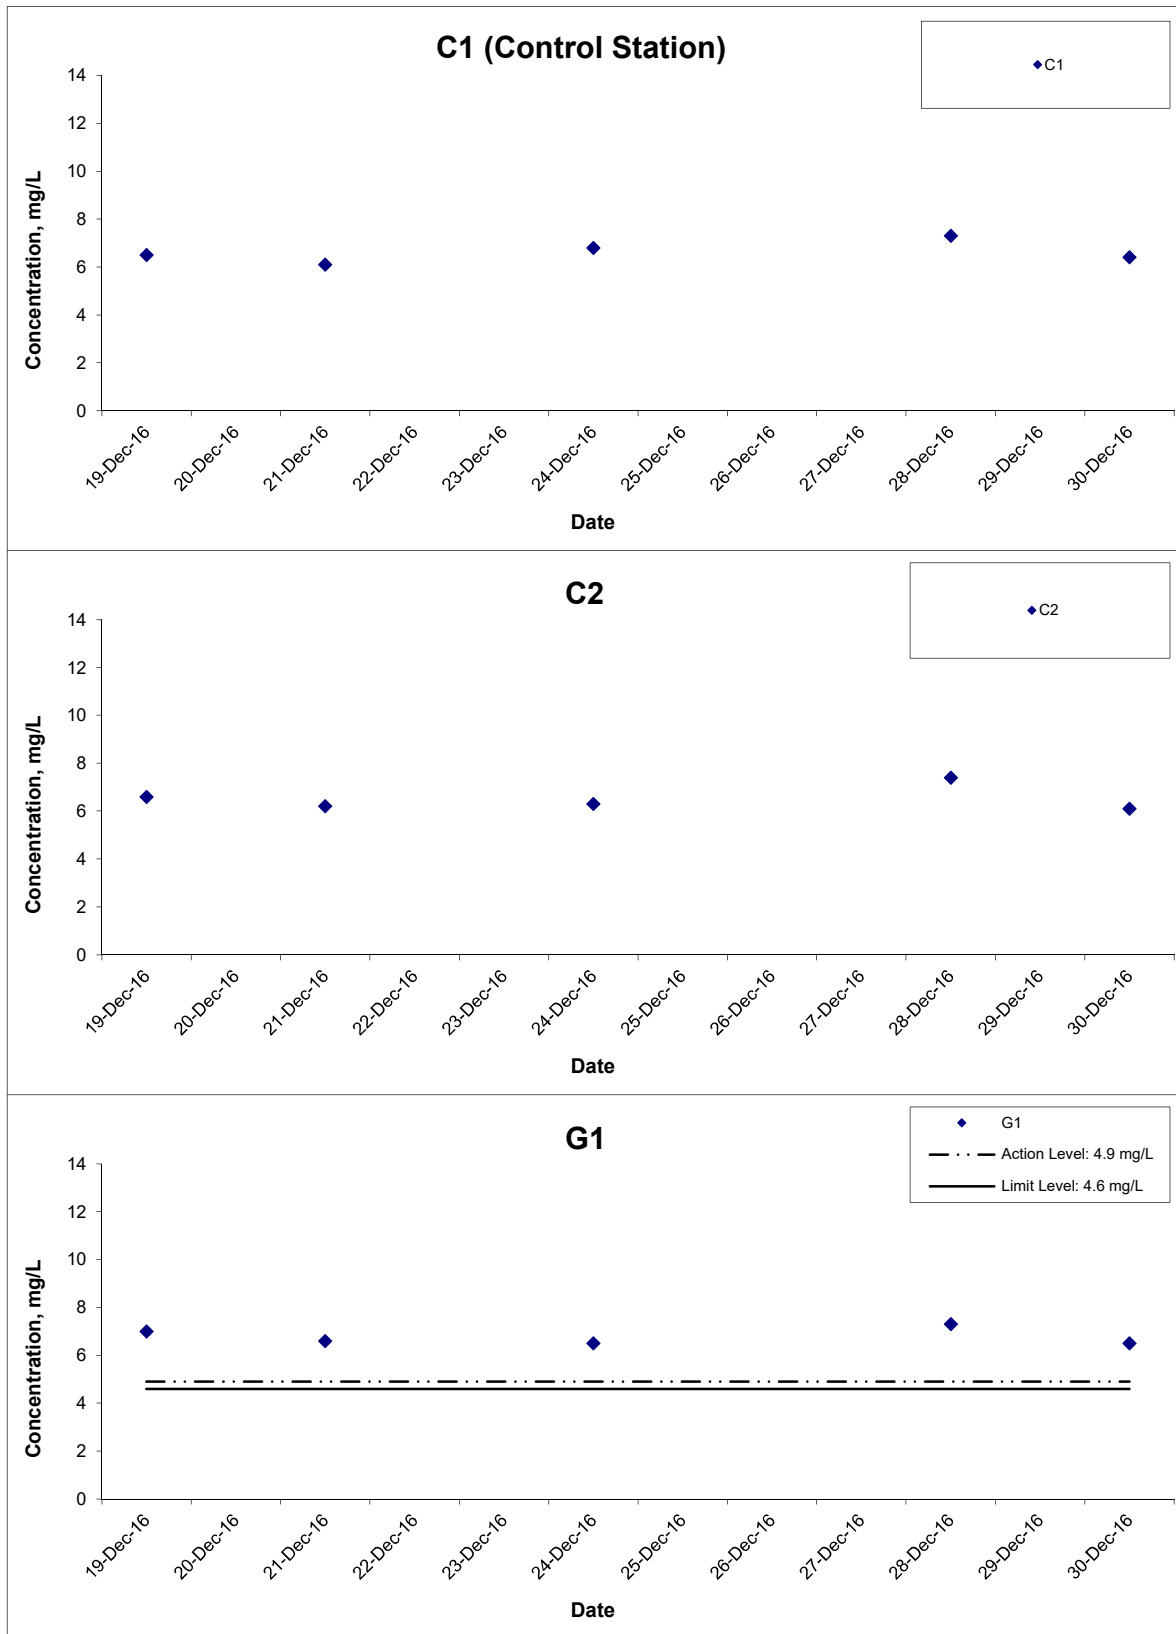 C1 (Control Station)
C1
14
12
10
8
6
4
2
0
Concentration, mg/L
19-Dec-16
20-Dec-16
21-Dec-16
22-Dec-16
23-Dec-16
24-Dec-16
25-Dec-16
26-Dec-16
27-Dec-16
28-Dec-16
29-Dec-16
30-Dec-16
Date
C2
C2
14
12
10
8
6
4
2
0
Concentration, mg/L
19-Dec-16
20-Dec-16
21-Dec-16
22-Dec-16
23-Dec-16
24-Dec-16
25-Dec-16
26-Dec-16
27-Dec-16
28-Dec-16
29-Dec-16
30-Dec-16
Date
G1
G1
Action Level: 4.9 mg/L
Limit Level: 4.6 mg/L
14
12
10
8
6
4
2
0
Concentration, mg/L
19-Dec-16
20-Dec-16
21-Dec-16
22-Dec-16
23-Dec-16
24-Dec-16
25-Dec-16
26-Dec-16
27-Dec-16
28-Dec-16
29-Dec-16
30-Dec-16
Date